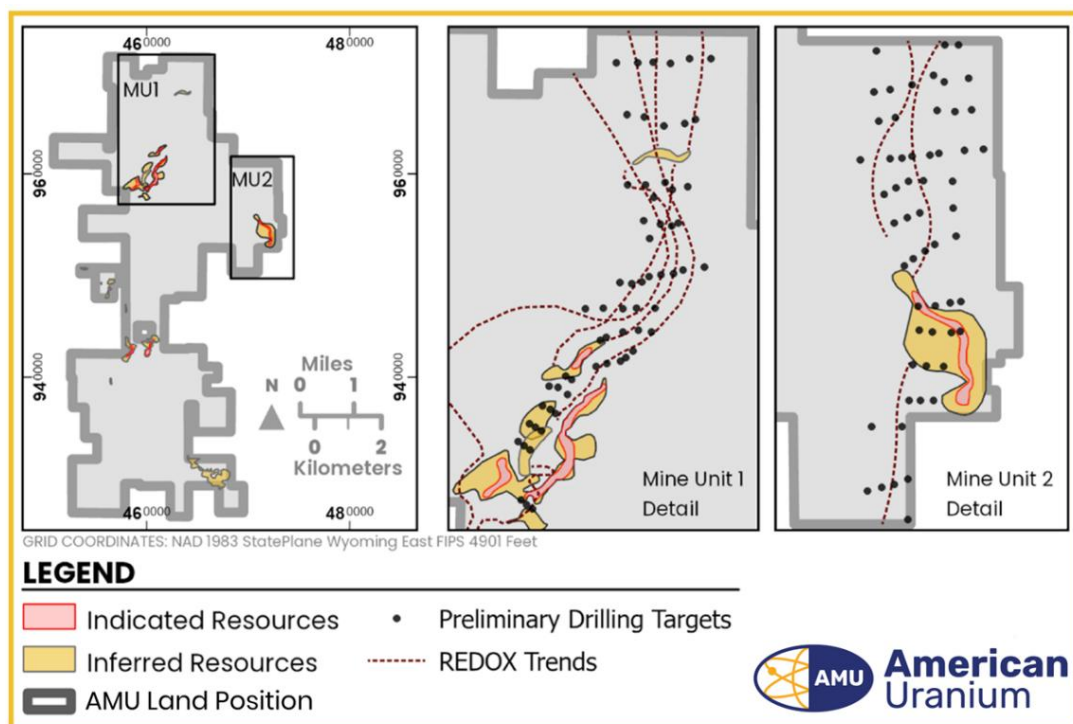 460000
480000
MU1
960000
960000
MU2
Miles
N
0 1
940000
940000
0 2
Kilometers
460000
480000
Mine Unit 1
Detail
Mine Unit 2
Detail
GRID COORDINATES: NAD 1983 StatePlane Wyoming East FIPS 4901 Feet
LEGEND
Indicated Resources
Preliminary Drilling Targets
Inferred Resources
REDOX Trends
AMU Land Position
AMU
American
Uranium